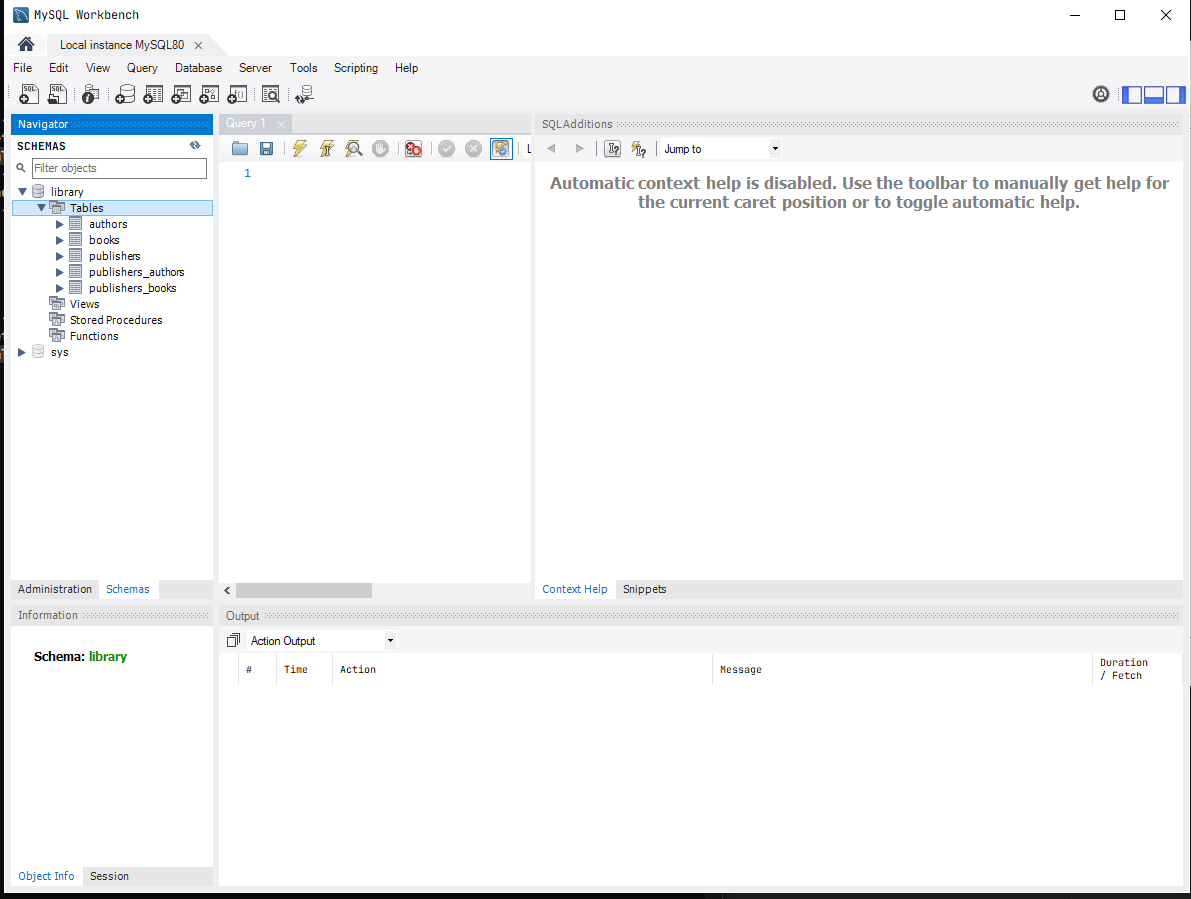 MySQL Workbench
Local instance MySQL80
File Edit View Query Database Server Tools Scripting Help
Navigator
SCHEMAS
Filter objects
library
Tables
authors
books
publishers
publishers_authors
publishers_books
Views
Stored Procedures
Functions
sys
Administration Schemas
Query 1
1
SQLAdditions
Jump to
Automatic context help is disabled. Use the toolbar to manually get help for
the current caret position or to toggle automatic help.
Context Help Snippets
Information
Schema: library
Object Info Session
Output
Action Output
# Time Action Message Duration
/ Fetch